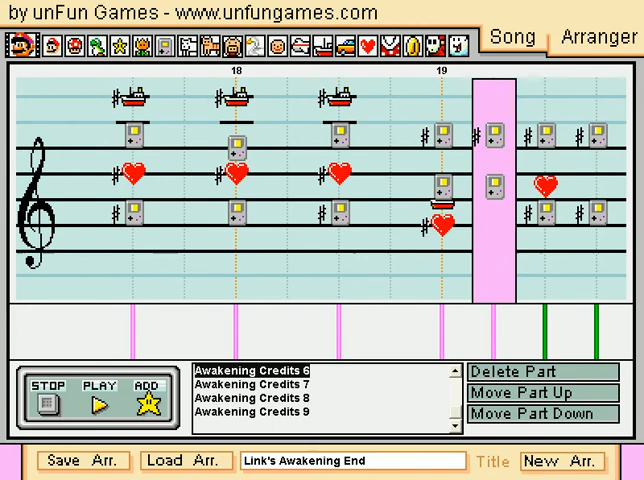 by unFun Games - www.unfungames.com
Song
Arranger
18
19
STOP
PLAY
ADD
Awakening Credits 6
Awakening Credits 7
Awakening Credits 8
Awakening Credits 9
Delete Part
Move Part Up
Move Part Down
Save Arr.
Load Arr.
Link's Awakening End
Title
New Arr.